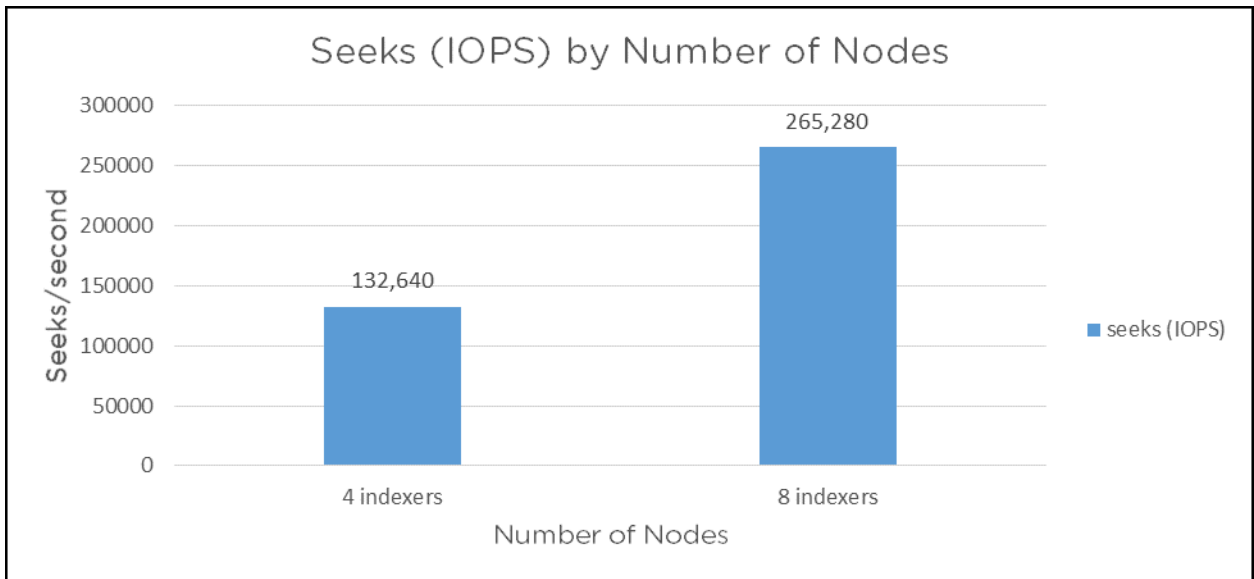 Seeks (IOPS) by Number of Nodes
300000
250000
200000
150000
100000
50000
0
Seeks/second
132,640
265,280
4 indexers
8 indexers
Number of Nodes
seeks (IOPS)